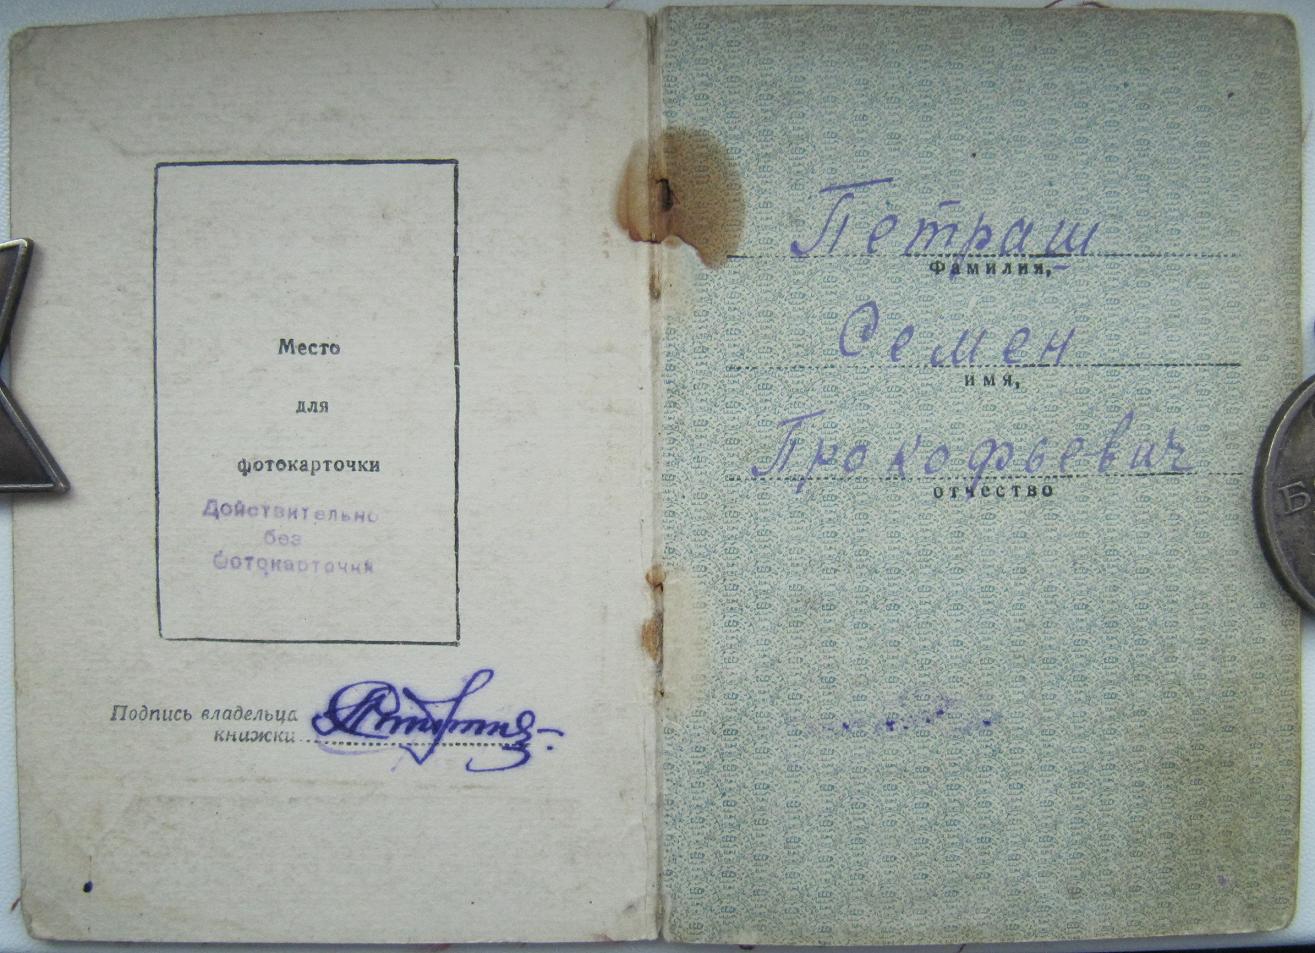 Место
для
фотокарточки
Действительно
без
фотокарточки
Подпись владельца
книжки
Петраш
фамилия,
Семен
имя,
Прокофьевич
отчество
Б